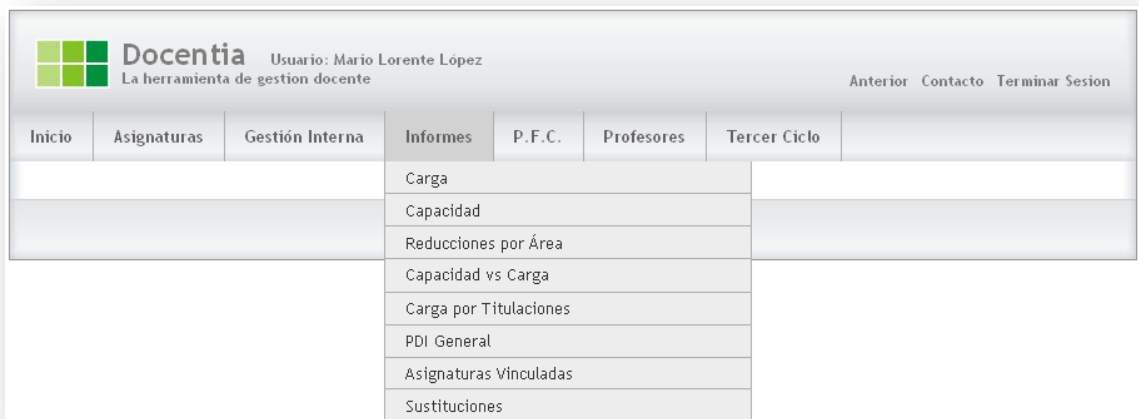 Docentia Usuario: Mario Lorente López
La herramienta de gestion docente
Anterior Contacto Terminar Sesion
Inicio Asignaturas Gestión Interna Informes P.F.C. Profesores Tercer Ciclo
Carga
Capacidad
Reducciones por Área
Capacidad vs Carga
Carga por Titulaciones
PDI General
Asignaturas Vinculadas
Sustituciones